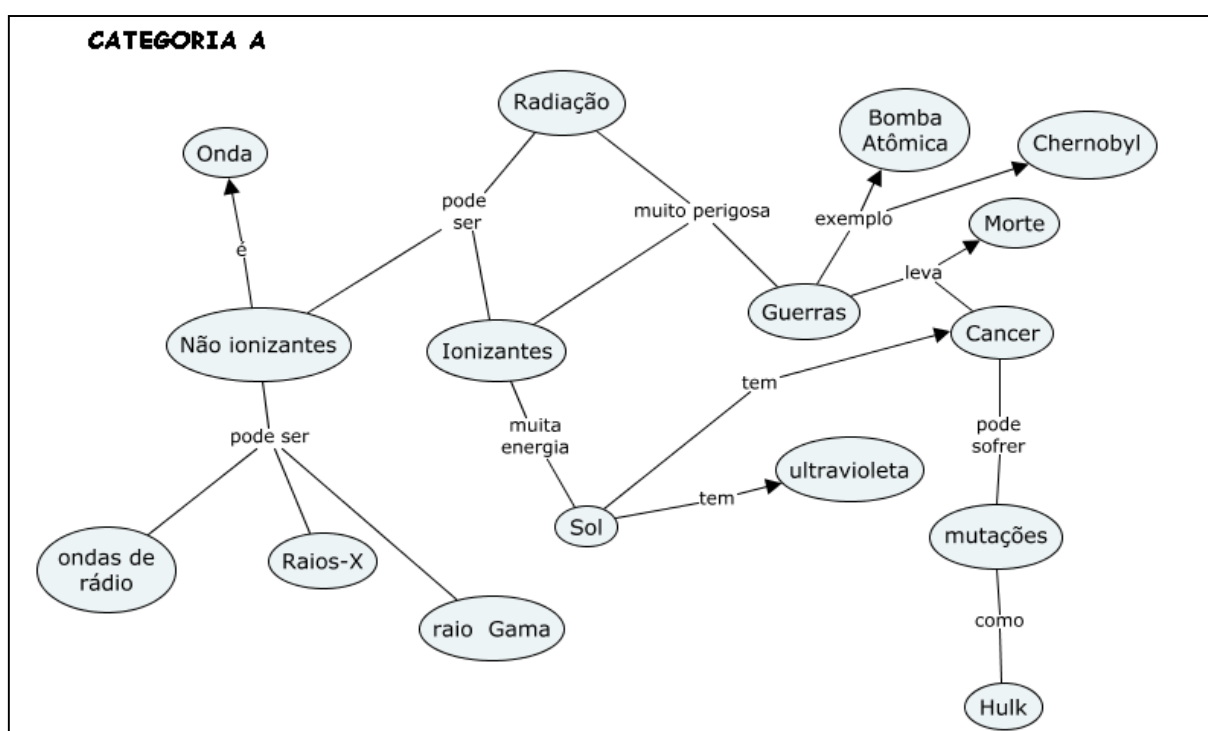 CATEGORIA A
Radiação
Bomba
Atômica
Chernobyl
Onda
pode
ser
muito perigosa
exemplo
Morte
é
leva
Guerras
Não ionizantes
Ionizantes
Cancer
tem
muita
energia
pode
sofrer
pode ser
ultravioleta
tem
Sol
mutações
ondas de
rádio
Raios-X
raio Gama
como
Hulk